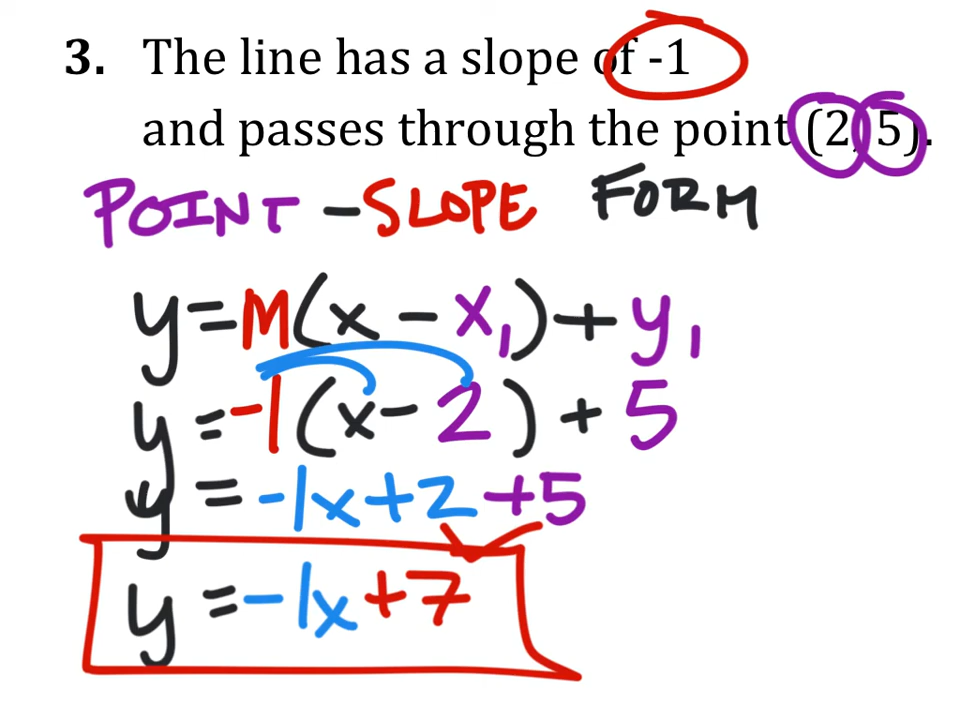 3. The line has a slope of -1
and passes through the point (2, 5).
POINT - SLOPE FORM
y = M(x - x₁) + y₁
y = -1(x - 2) + 5
y = -1x + 2 + 5
y = -1x + 7